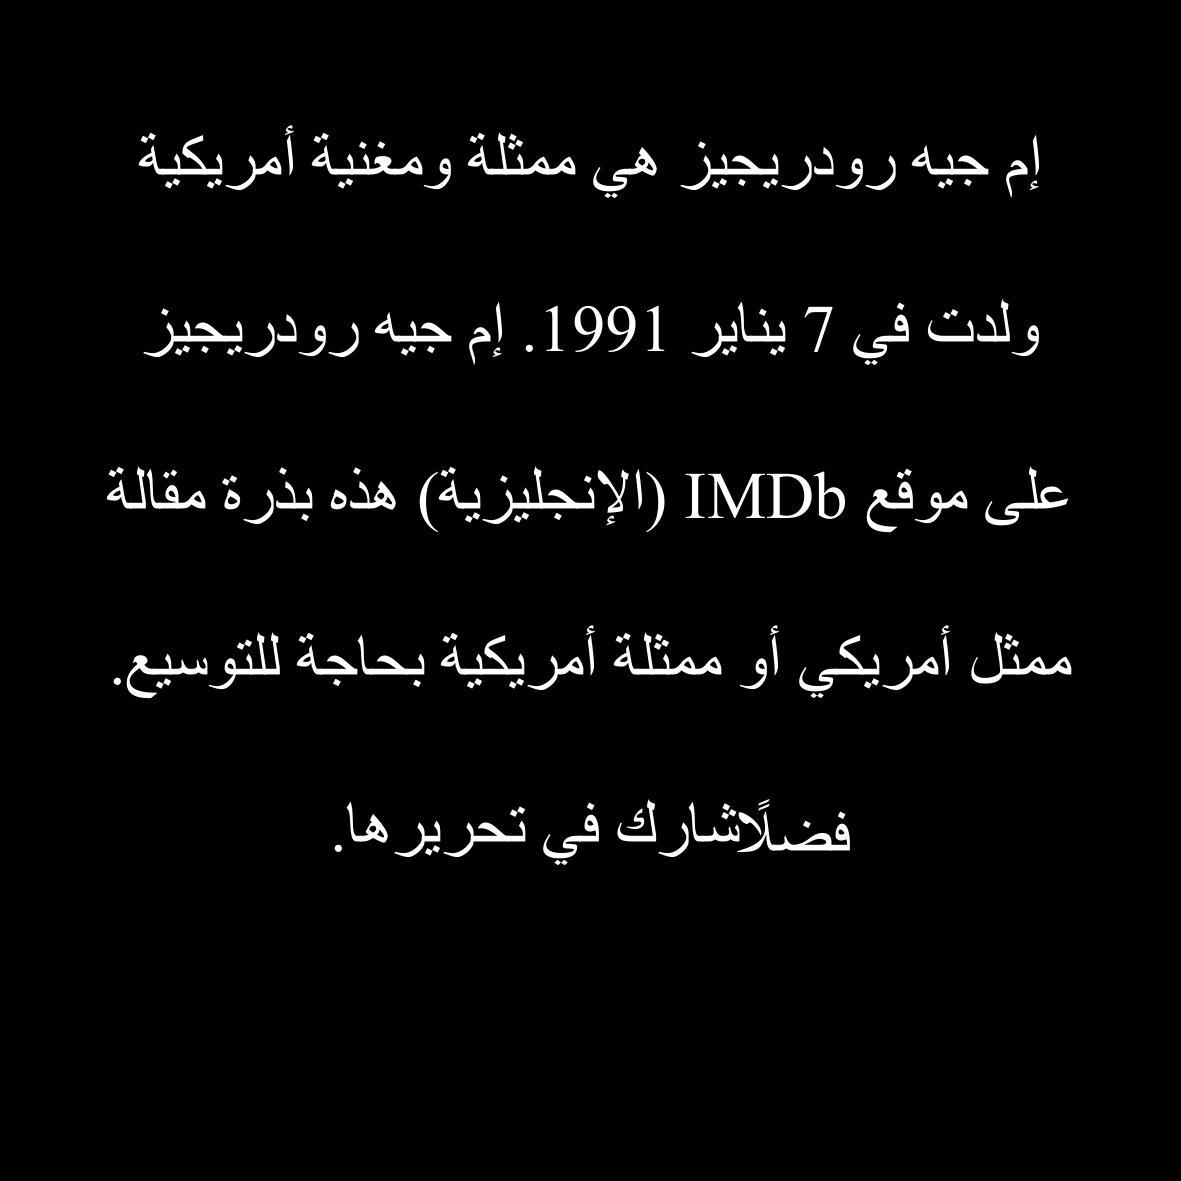 إم جيه رودريجيز هي ممثلة ومغنية أمريكية
ولدت في 7 يناير 1991. إم جيه رودريجيز
على موقع IMDb (الإنجليزية) هذه بذرة مقالة
ممثل أمريكي أو ممثلة أمريكية بحاجة للتوسيع.
فضلًاشارك في تحريرها.